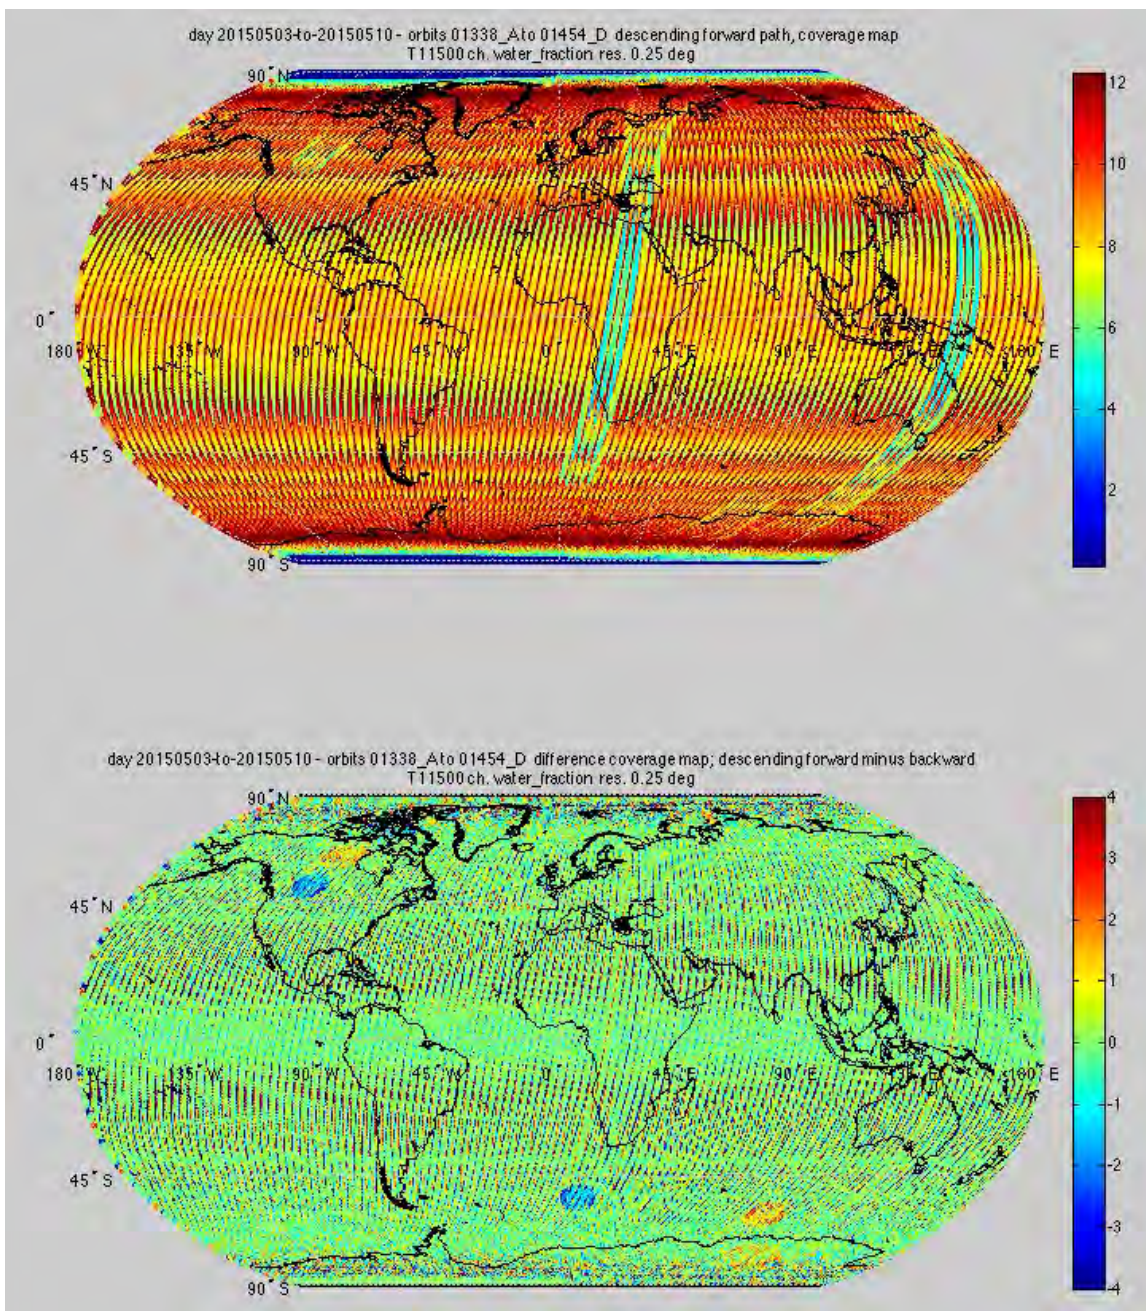 day 20150503-to-20150510 - orbits 01338_A to 01454_D descending forward path, coverage map
T11500 ch. water_fraction res. 0.25 deg
90° N
45° N
0°
180° W 135° W 90° W 45° W 0° 45° E 90° E 135° E 180° E
45° S
90° S
12
10
8
6
4
2
day 20150503-to-20150510 - orbits 01338_A to 01454_D difference coverage map; descending forward minus backward
T11500 ch. water_fraction res. 0.25 deg
90° N
45° N
0°
180° W 135° W 90° W 45° W 0° 45° E 90° E 135° E 180° E
45° S
90° S
4
3
2
1
0
-1
-2
-3
-4